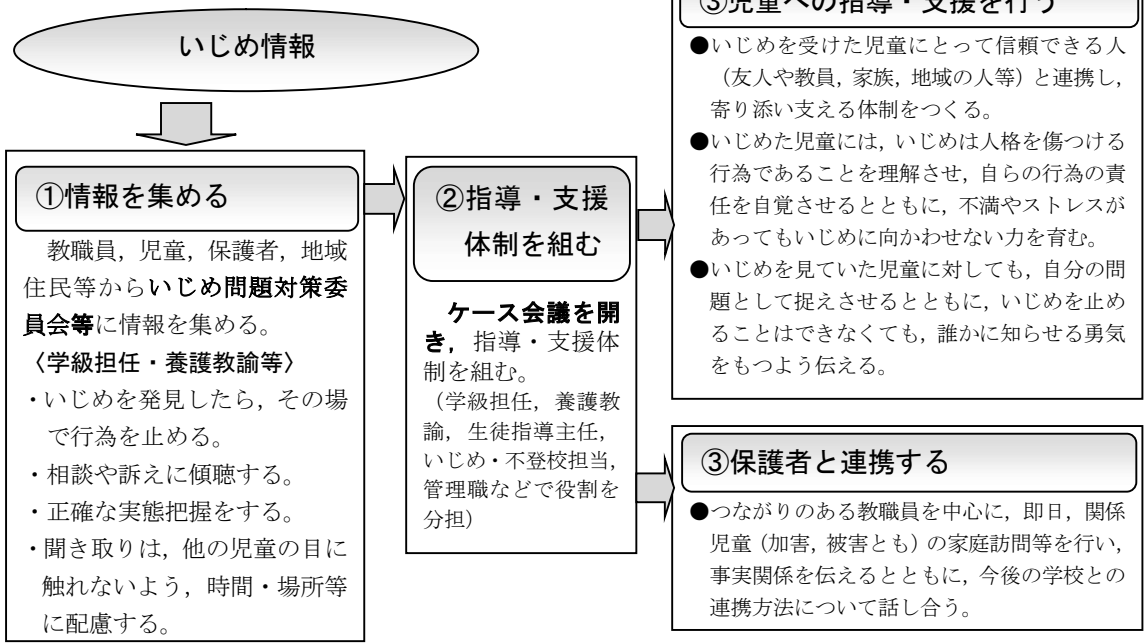 いじめ情報
①情報を集める
教職員,児童,保護者,地域
住民等からいじめ問題対策委
員会等に情報を集める。
〈学級担任・養護教諭等〉
・いじめを発見したら,その場
で行為を止める。
・相談や訴えに傾聴する。
・正確な実態把握をする。
・聞き取りは,他の児童の目に
触れないよう,時間・場所等
に配慮する。
②指導・支援
体制を組む
ケース会議を開
き,指導・支援体
制を組む。
(学級担任,養護教
諭,生徒指導主任,
いじめ・不登校担当,
管理職などで役割を
分担)
③児童への指導・支援を行う
●いじめを受けた児童にとって信頼できる人
(友人や教員,家族,地域の人等)と連携し,
寄り添い支える体制をつくる。
●いじめた児童には,いじめは人格を傷つける
行為であることを理解させ,自らの行為の責
任を自覚させるとともに,不満やストレスが
あってもいじめに向かわせない力を育む。
●いじめを見ていた児童に対しても,自分の問
題として捉えさせるとともに,いじめを止め
ることはできなくても,誰かに知らせる勇気
をもつよう伝える。
③保護者と連携する
●つながりのある教職員を中心に,即日,関係
児童(加害,被害とも)の家庭訪問等を行い,
事実関係を伝えるとともに,今後の学校との
連携方法について話し合う。